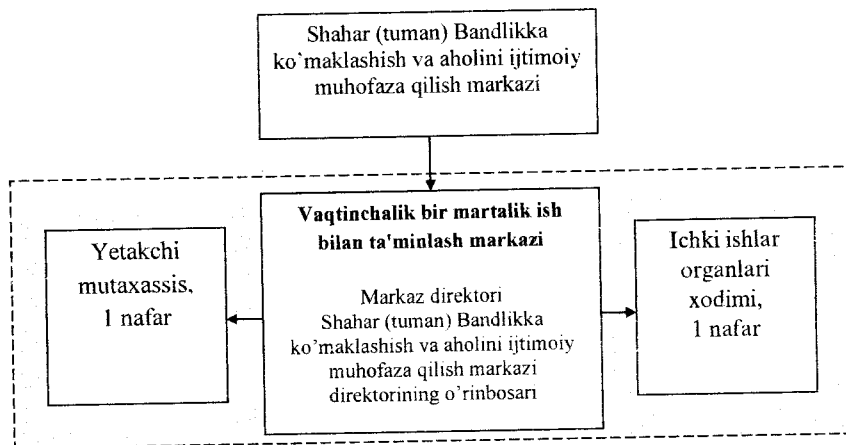 Shahar (tuman) Bandlikka
ko`maklashish va aholini ijtimoiy
muhofaza qilish markazi
Vaqtinchalik bir martalik ish
bilan ta'minlash markazi
Markaz direktori
Shahar (tuman) Bandlikka
ko`maklashish va aholini ijtimoiy
muhofaza qilish markazi
direktorining o`rinbosari
Yetakchi
mutaxassis,
1 nafar
Ichki ishlar
organlari
xodimi,
1 nafar